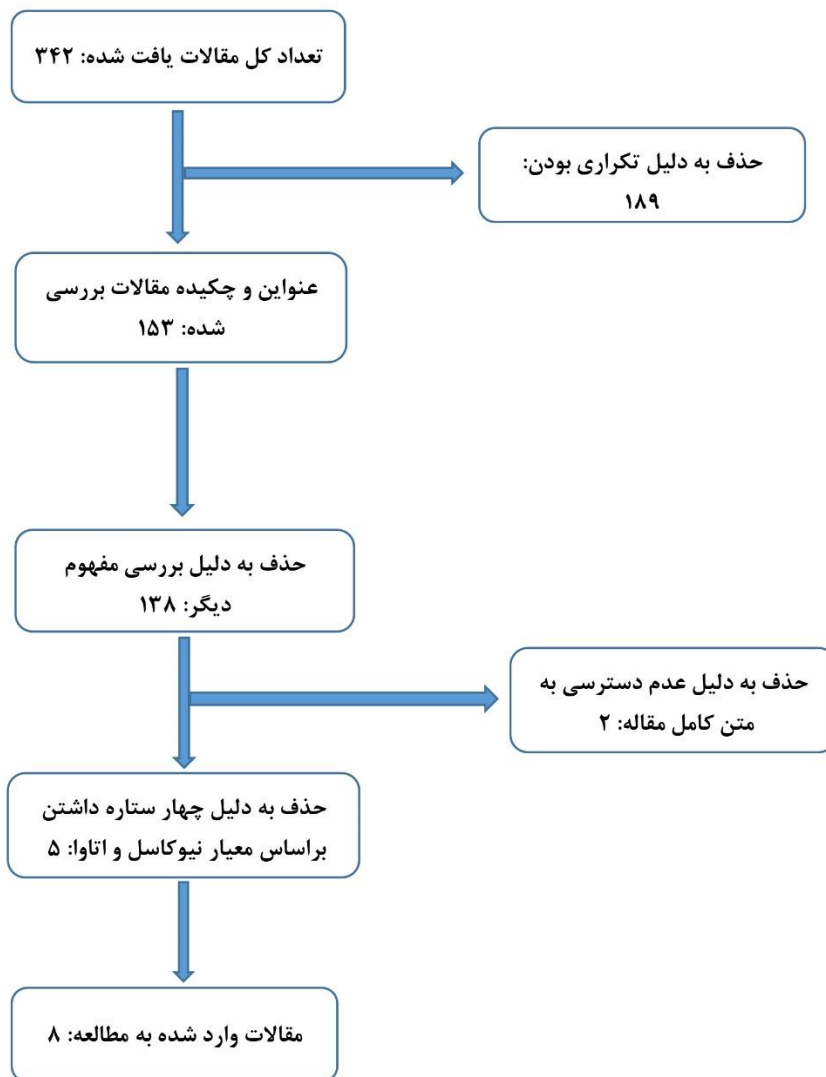 تعداد کل مقالات یافت شده: ۳۴۲
حذف به دلیل تکراری بودن:
۱۸۹
عنواین و چکیده مقالات بررسی
شده: ۱۵۳
حذف به دلیل بررسی مفهوم
دیگر: ۱۳۸
حذف به دلیل عدم دسترسی به
متن کامل مقاله: ۲
حذف به دلیل چهار ستاره داشتن
براساس معیار نیوکاسل و اتاوا: ۵
مقالات وارد شده به مطالعه: ۸